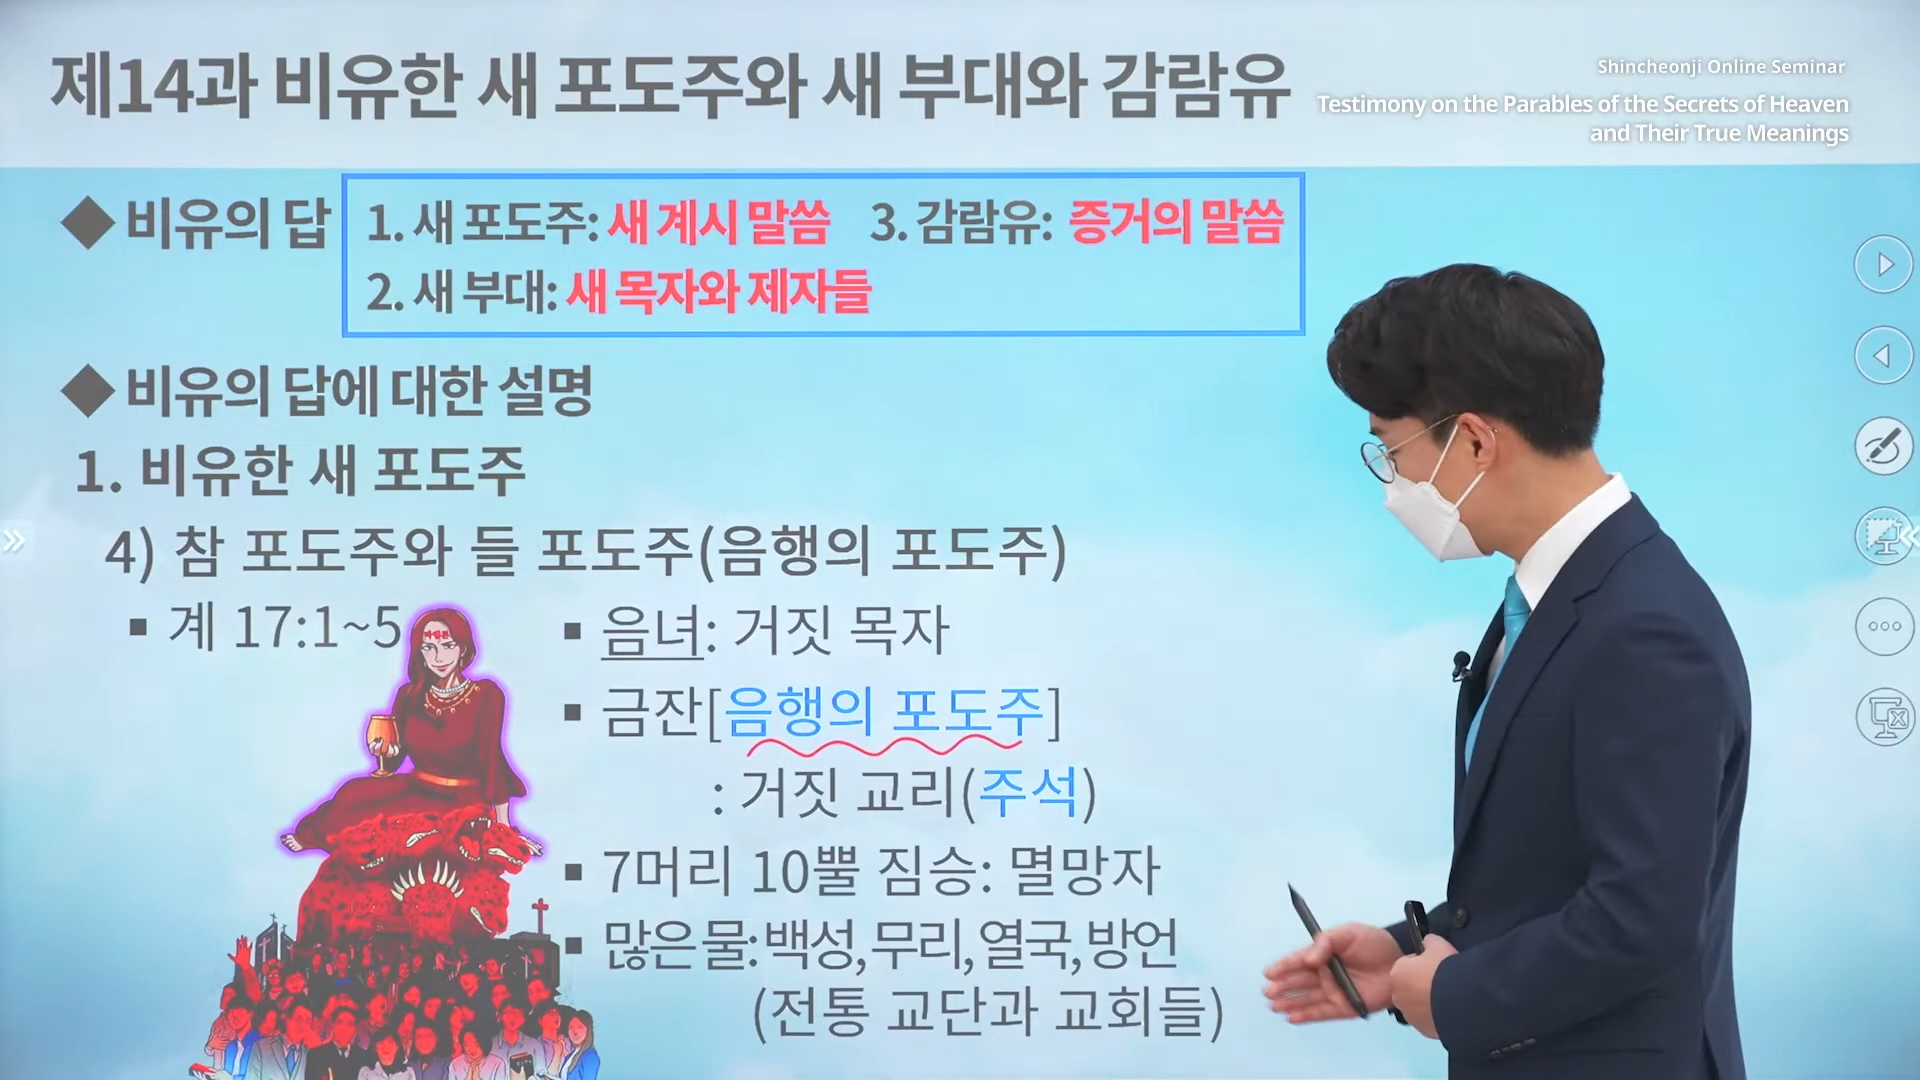 제14과 비유한 새 포도주와 새 부대와 감람유
Shincheonji Online Seminar
Testimony on the Parables of the Secrets of Heaven
and Their True Meanings
◆ 비유의 답
1. 새 포도주: 새 계시 말씀 3. 감람유: 증거의 말씀
2. 새 부대: 새 목자와 제자들
◆ 비유의 답에 대한 설명
1. 비유한 새 포도주
4) 참 포도주와 들 포도주(음행의 포도주)
▪ 계 17:1~5
바벨론
▪ 음녀: 거짓 목자
▪ 금잔[음행의 포도주]
: 거짓 교리(주석)
▪ 7머리 10뿔 짐승: 멸망자
▪ 많은 물: 백성, 무리, 열국, 방언
(전통 교단과 교회들)